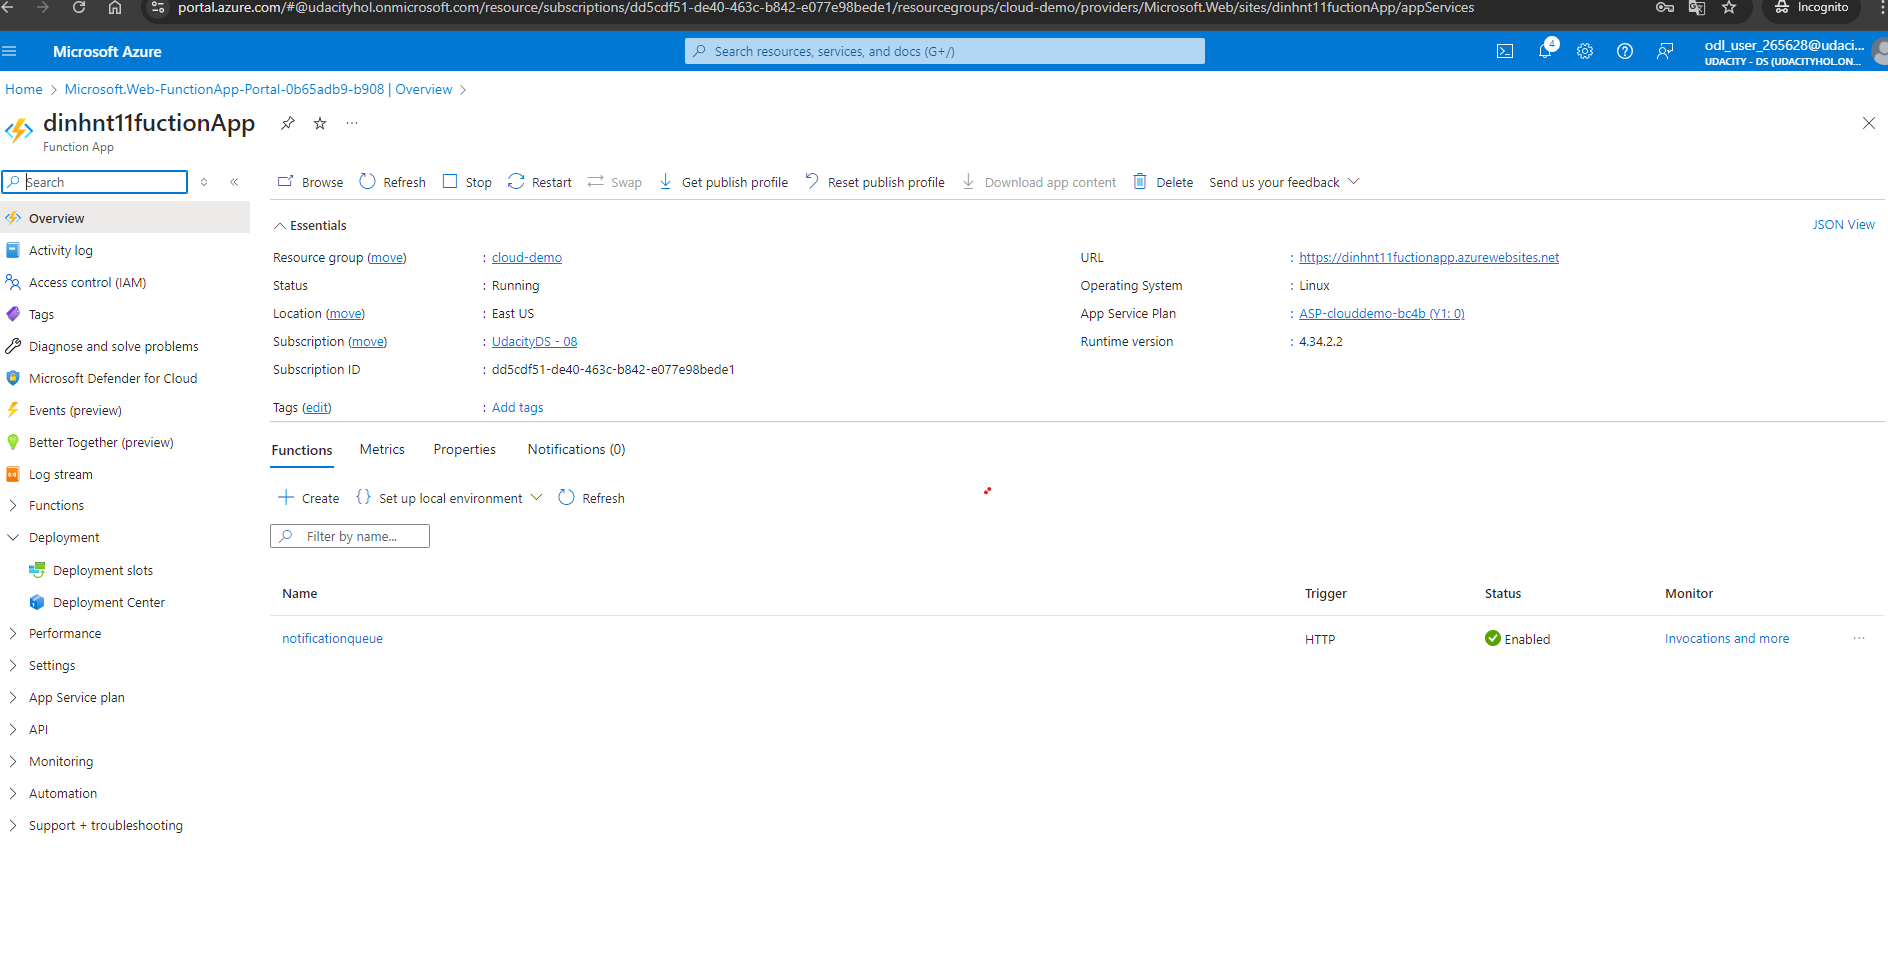 portal.azure.com/#@udacityhol.onmicrosoft.com/resource/subscriptions/dd5cdf51-de40-463c-b842-e077e98bede1/resourcegroups/cloud-demo/providers/Microsoft.Web/sites/dinhnt11fuctionApp/appServices Incognito
Microsoft Azure Search resources, services, and docs (G+/) 4 odl_user_265628@udaci...
UDACITY - DS (UDACITYHOL.ON...
Home > Microsoft.Web-FunctionApp-Portal-0b65adb9-b908 | Overview >
dinhnt11fuctionApp ...
Function App
Search
Browse Refresh Stop Restart Swap Get publish profile Reset publish profile Download app content Delete Send us your feedback
Overview
Activity log
Access control (IAM)
Tags
Diagnose and solve problems
Microsoft Defender for Cloud
Events (preview)
Better Together (preview)
Log stream
Functions
Deployment
Deployment slots
Deployment Center
Performance
Settings
App Service plan
API
Monitoring
Automation
Support + troubleshooting
Essentials JSON View
Resource group (move) : cloud-demo
Status : Running
Location (move) : East US
Subscription (move) : UdacityDS - 08
Subscription ID : dd5cdf51-de40-463c-b842-e077e98bede1
Tags (edit) : Add tags
URL : https://dinhnt11fuctionapp.azurewebsites.net
Operating System : Linux
App Service Plan : ASP-clouddemo-bc4b (Y1: 0)
Runtime version : 4.34.2.2
Functions Metrics Properties Notifications (0)
Create {} Set up local environment Refresh
Filter by name...
Name Trigger Status Monitor
notificationqueue HTTP Enabled Invocations and more ...